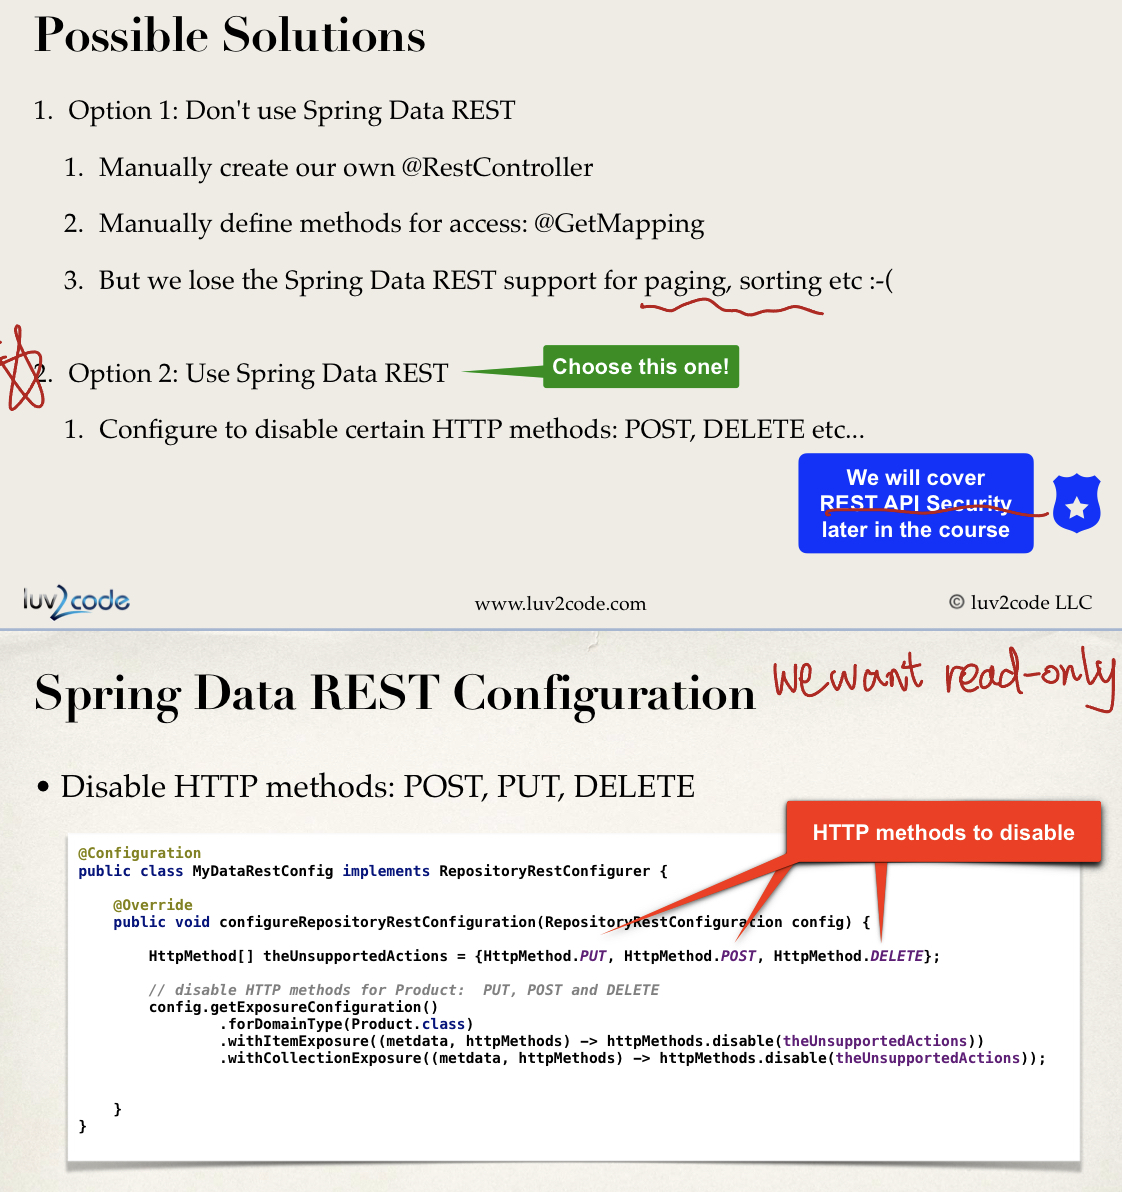 Possible Solutions
1. Option 1: Don't use Spring Data REST
1. Manually create our own @RestController
2. Manually define methods for access: @GetMapping
3. But we lose the Spring Data REST support for paging, sorting etc :-(
2. Option 2: Use Spring Data REST
Choose this one!
1. Configure to disable certain HTTP methods: POST, DELETE etc...
We will cover
REST API Security
later in the course
luv2code
www.luv2code.com
© luv2code LLC
Spring Data REST Configuration
we want read-only
• Disable HTTP methods: POST, PUT, DELETE
HTTP methods to disable
@Configuration
public class MyDataRestConfig implements RepositoryRestConfigurer {
@Override
public void configureRepositoryRestConfiguration(RepositoryRestConfiguration config) {
HttpMethod[] theUnsupportedActions = {HttpMethod.PUT, HttpMethod.POST, HttpMethod.DELETE};
// disable HTTP methods for Product:  PUT, POST and DELETE
config.getExposureConfiguration()
.forDomainType(Product.class)
.withItemExposure((metdata, httpMethods) -> httpMethods.disable(theUnsupportedActions))
.withCollectionExposure((metdata, httpMethods) -> httpMethods.disable(theUnsupportedActions));
}
}